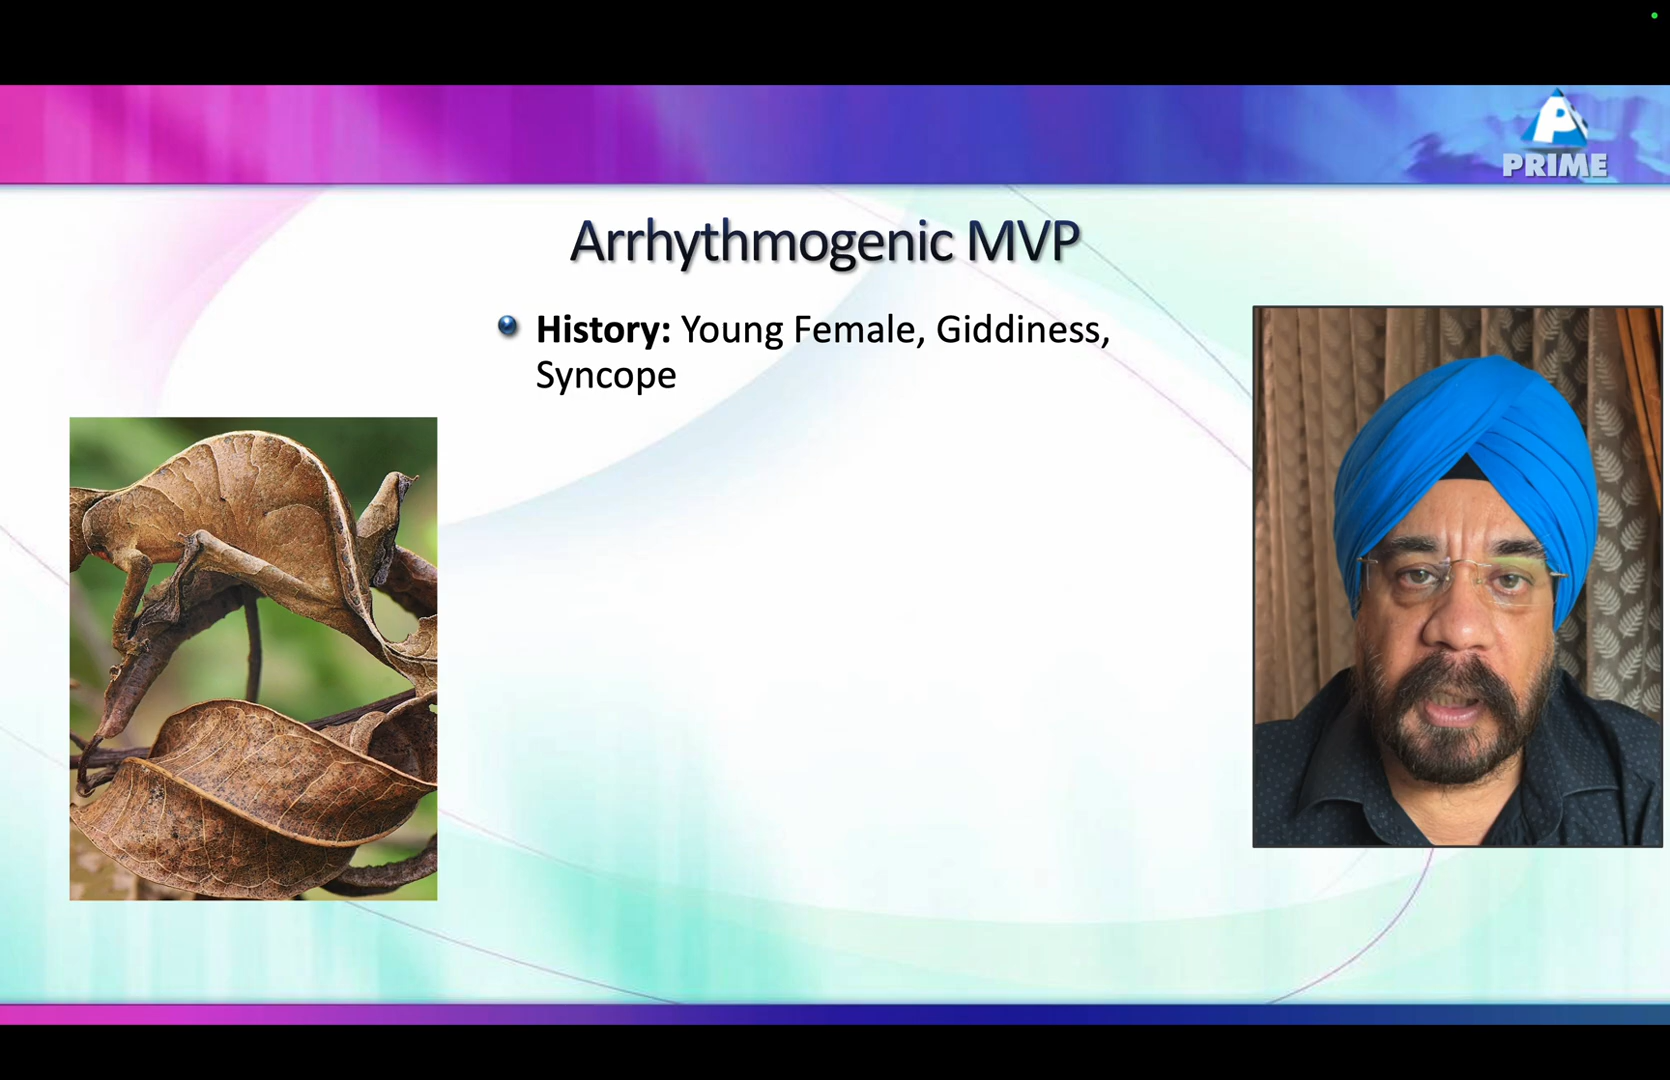 PRIME
Arrhythmogenic MVP
History: Young Female, Giddiness,
Syncope